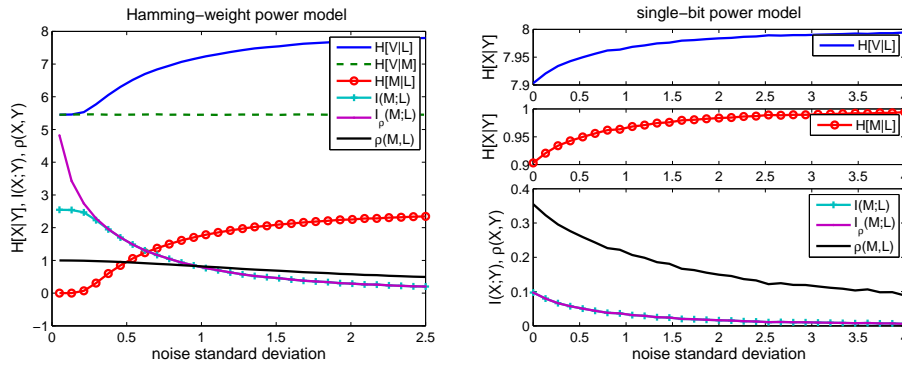 Hamming−weight power model
H[X|Y], I(X;Y), ρ(X,Y)
8
7
6
5
4
3
2
1
0
−1
0 0.5 1 1.5 2 2.5
noise standard deviation
H[V|L]
H[V|M]
H[M|L]
I(M;L)
I_ρ(M;L)
ρ(M,L)
single−bit power model
H[X|Y]
8
7.95
7.9
0 0.5 1 1.5 2 2.5 3 3.5 4
H[V|L]
H[X|Y]
1
0.95
0.9
0 0.5 1 1.5 2 2.5 3 3.5 4
H[M|L]
I(X;Y), ρ(X,Y)
0.4
0.3
0.2
0.1
0
0 0.5 1 1.5 2 2.5 3 3.5 4
noise standard deviation
I(M;L)
I_ρ(M;L)
ρ(M,L)